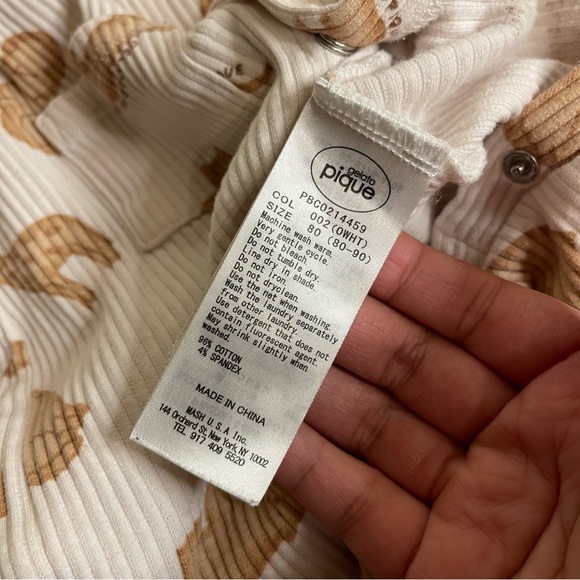 gelato
pique
PBC0214459
COL 002(OWHT)
SIZE 80 (80-90)
Machine wash warm.
Very gentle cycle.
Do not bleach.
Do not tumble dry.
Line dry in shade.
Do not Iron.
Do not dryclean.
Use the net when washing.
Wash the laundry separately
from other laundry.
Use detergent that does not
contain fluorescent agent.
May shrink slightly when
washed.
96% COTTON
4% SPANDEX
MADE IN CHINA
MASH U.S.A Inc.
144 Orchard St. New York, NY 10002
TEL 917 409 5520